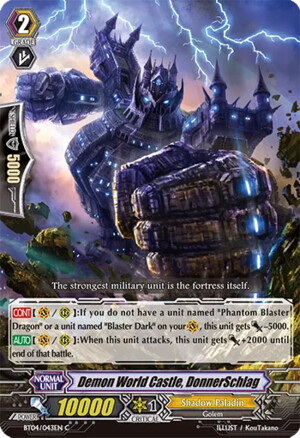 2
GRADE
5000
The strongest military unit is the fortress itself.
CONT : If you do not have a unit named "Phantom Blaster
Dragon" or a unit named "Blaster Dark" on your , this unit gets -5000.
AUTO : When this unit attacks, this unit gets +2000 until
end of that battle.
NORMAL
UNIT
Demon World Castle, DonnerSchlag
POWER
10000
1
CRITICAL
Shadow Paladin
Golem
BT04/043EN C
ILLUST / KouTakano